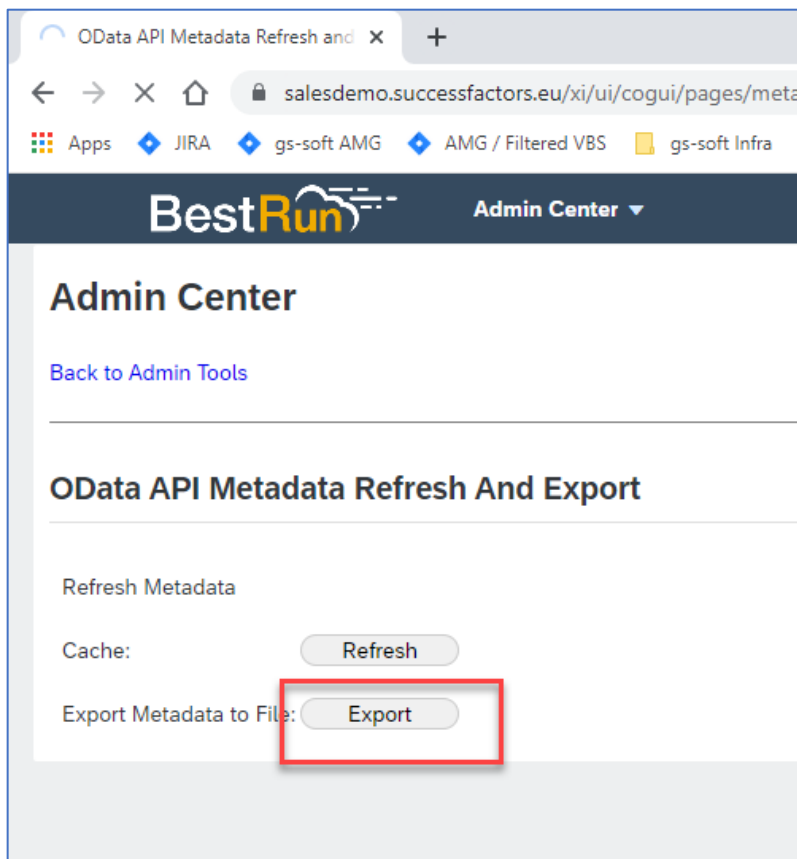 OData API Metadata Refresh and
salesdemo.successfactors.eu/xi/ui/cogui/pages/meta
Apps JIRA gs-soft AMG AMG / Filtered VBS gs-soft Infra
BestRun Admin Center
Admin Center
Back to Admin Tools
OData API Metadata Refresh And Export
Refresh Metadata
Cache: Refresh
Export Metadata to File: Export